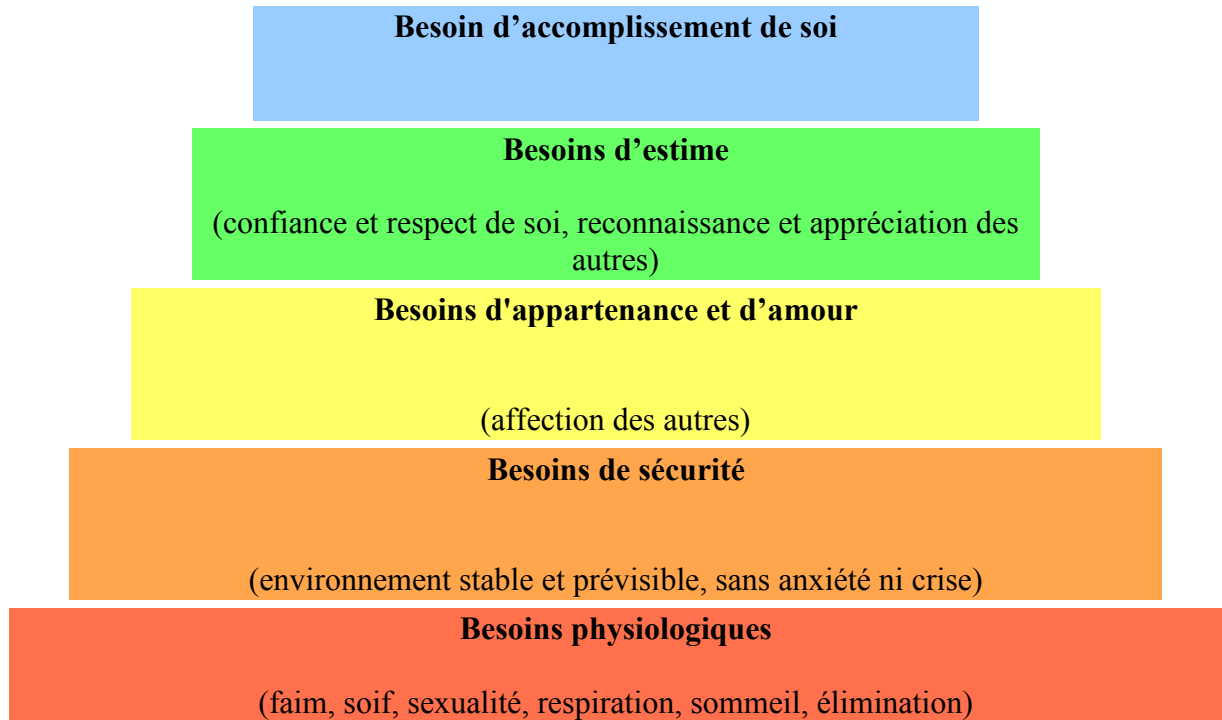 Besoin d’accomplissement de soi
Besoins d’estime
(confiance et respect de soi, reconnaissance et appréciation des
autres)
Besoins d'appartenance et d’amour
(affection des autres)
Besoins de sécurité
(environnement stable et prévisible, sans anxiété ni crise)
Besoins physiologiques
(faim, soif, sexualité, respiration, sommeil, élimination)